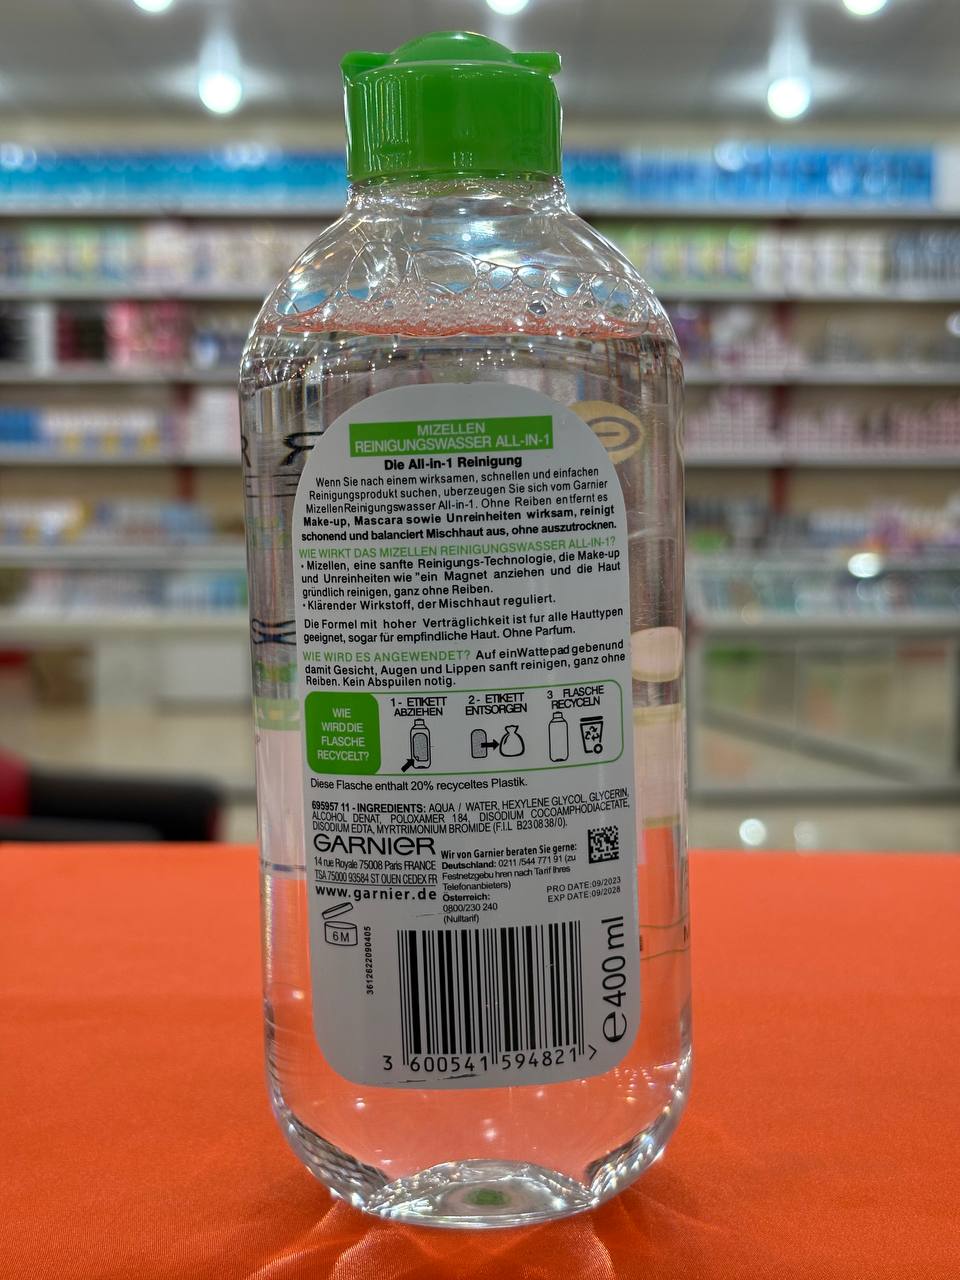 MIZELLEN
REINIGUNGSWASSER ALL-IN-1
Die All-in-1 Reinigung
Wenn Sie nach einem wirksamen, schnellen und einfachen
Reinigungsprodukt suchen, uberzeugen Sie sich vom Garnier
MizellenReinigungswasser All-in-1. Ohne Reiben entfernt es
Make-up, Mascara sowie Unreinheiten wirksam, reinigt
schonend und balanciert Mischhaut aus, ohne auszutrocknen.
WIE WIRKT DAS MIZELLEN REINIGUNGSWASSER ALL-IN-1?
• Mizellen, eine sanfte Reinigungs-Technologie, die Make-up
und Unreinheiten wie "ein Magnet anziehen und die Haut
gründlich reinigen, ganz ohne Reiben.
• Klärender Wirkstoff, der Mischhaut reguliert.
Die Formel mit hoher Verträglichkeit ist fur alle Hauttypen
geeignet, sogar für empfindliche Haut. Ohne Parfum.
WIE WIRD ES ANGEWENDET? Auf einWattepad gebenund
damit Gesicht, Augen und Lippen sanft reinigen, ganz ohne
Reiben. Kein Abspuilen notig.
WIE
WIRD DIE
FLASCHE
RECYCELT?
1 - ETIKETT
ABZIEHEN
2 - ETIKETT
ENTSORGEN
3 FLASCHE
RECYCELN
Diese Flasche enthalt 20% recyceltes Plastik.
695957 11 - INGREDIENTS: AQUA / WATER, HEXYLENE GLYCOL, GLYCERIN,
ALCOHOL DENAT, POLOXAMER 184, DISODIUM COCOAMPHODIACETATE,
DISODIUM EDTA, MYRTRIMONIUM BROMIDE (F.I.L B230838/0).
GARNIER
14 rue Royale 75008 Paris FRANCE
TSA 75000 93584 ST OUEN CEDEX FR
www.garnier.de
Wir von Garnier beraten Sie gerne:
Deutschland: 0211 /544 771 91 (zu
Festnetzgebu hren nach Tarif Ihres
Telefonanbieters)
Österreich:
0800/230 240
(Nulltarif)
PRO DATE:09/2023
EXP DATE:09/2028
6M
3612622090405
e 400 ml
3 600541 594821 >